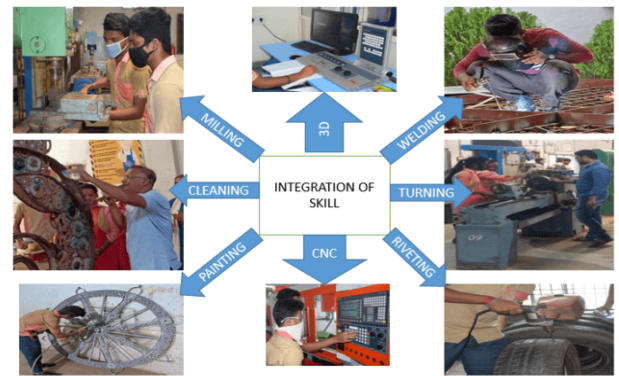 3D
MILLING
WELDING
CLEANING
INTEGRATION OF
SKILL
TURNING
PAINTING
CNC
RIVETING